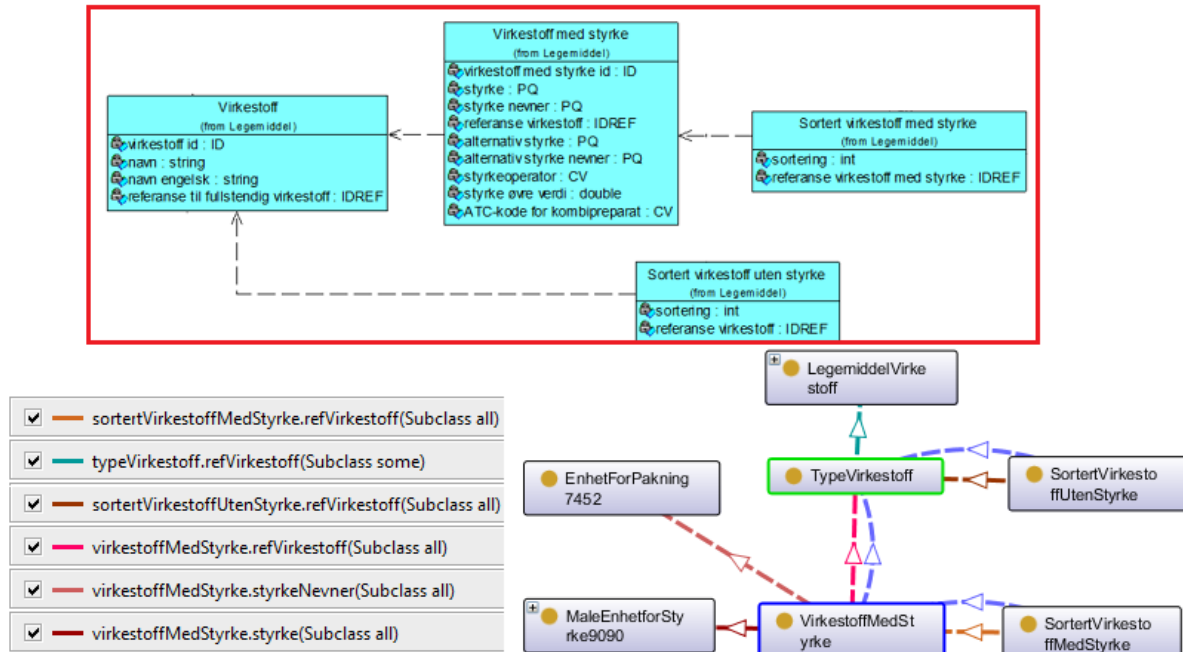 Virkestoff med styrke
(from Legemiddel)
virkestoff med styrke id : ID
styrke : PQ
styrke nevner : PQ
referanse virkestoff : IDREF
alternativ styrke : PQ
alternativ styrke nevner : PQ
styrkeoperator : CV
styrke øvre verdi : double
ATC-kode for kombipreparat : CV
Virkestoff
(from Legemiddel)
virkestoff id : ID
navn : string
navn engelsk : string
referanse til fullstendig virkestoff : IDREF
Sortert virkestoff med styrke
(from Legemiddel)
sortering : int
referanse virkestoff med styrke : IDREF
Sortert virkestoff uten styrke
(from Legemiddel)
sortering : int
referanse virkestoff : IDREF
sortertVirkestoffMedStyrke.refVirkestoff(Subclass all)
typeVirkestoff.refVirkestoff(Subclass some)
sortertVirkestoffUtenStyrke.refVirkestoff(Subclass all)
virkestoffMedStyrke.refVirkestoff(Subclass all)
virkestoffMedStyrke.styrkeNevner(Subclass all)
virkestoffMedStyrke.styrke(Subclass all)
LegemiddelVirke
stoff
EnhetForPakning
7452
TypeVirkestoff
SortertVirkesto
ffUtenStyrke
MaleEnhetforSty
rke9090
VirkestoffMedSt
yrke
SortertVirkesto
ffMedStyrke